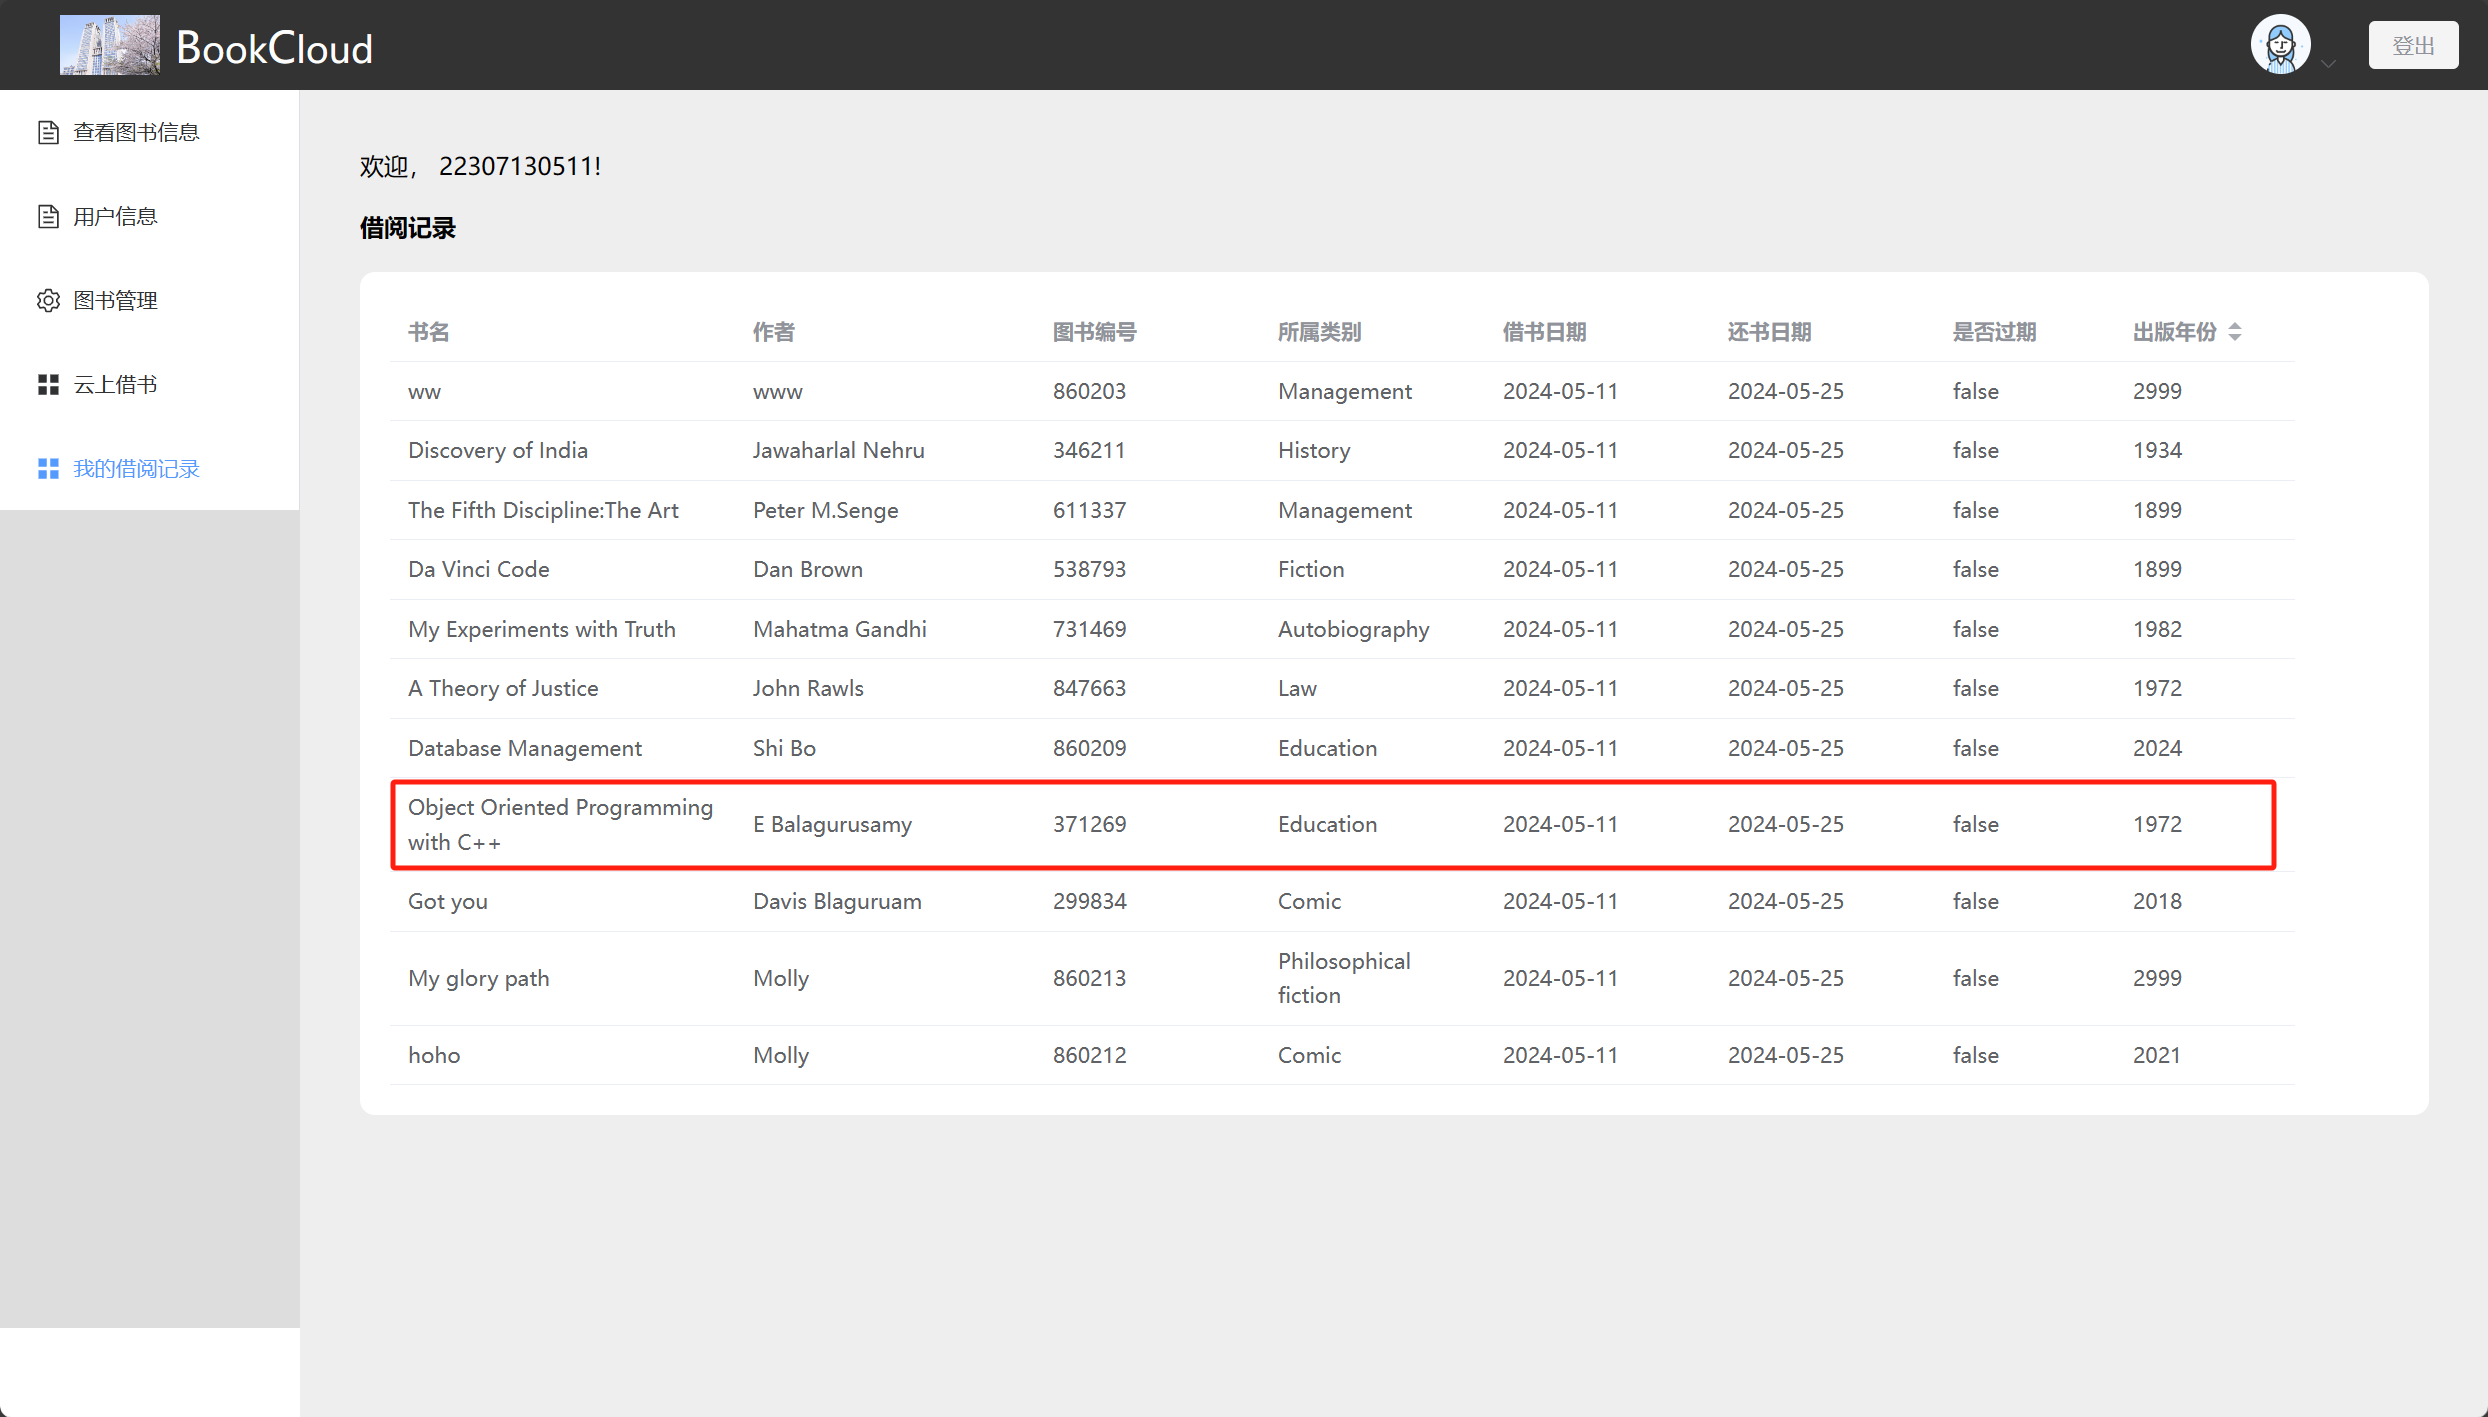 BookCloud
登出
查看图书信息
用户信息
图书管理
云上借书
我的借阅记录
欢迎， 22307130511!
借阅记录
书名 作者 图书编号 所属类别 借书日期 还书日期 是否过期 出版年份
ww www 860203 Management 2024-05-11 2024-05-25 false 2999
Discovery of India Jawaharlal Nehru 346211 History 2024-05-11 2024-05-25 false 1934
The Fifth Discipline:The Art Peter M.Senge 611337 Management 2024-05-11 2024-05-25 false 1899
Da Vinci Code Dan Brown 538793 Fiction 2024-05-11 2024-05-25 false 1899
My Experiments with Truth Mahatma Gandhi 731469 Autobiography 2024-05-11 2024-05-25 false 1982
A Theory of Justice John Rawls 847663 Law 2024-05-11 2024-05-25 false 1972
Database Management Shi Bo 860209 Education 2024-05-11 2024-05-25 false 2024
Object Oriented Programming
with C++ E Balagurusamy 371269 Education 2024-05-11 2024-05-25 false 1972
Got you Davis Blaguruam 299834 Comic 2024-05-11 2024-05-25 false 2018
My glory path Molly 860213 Philosophical
fiction 2024-05-11 2024-05-25 false 2999
hoho Molly 860212 Comic 2024-05-11 2024-05-25 false 2021